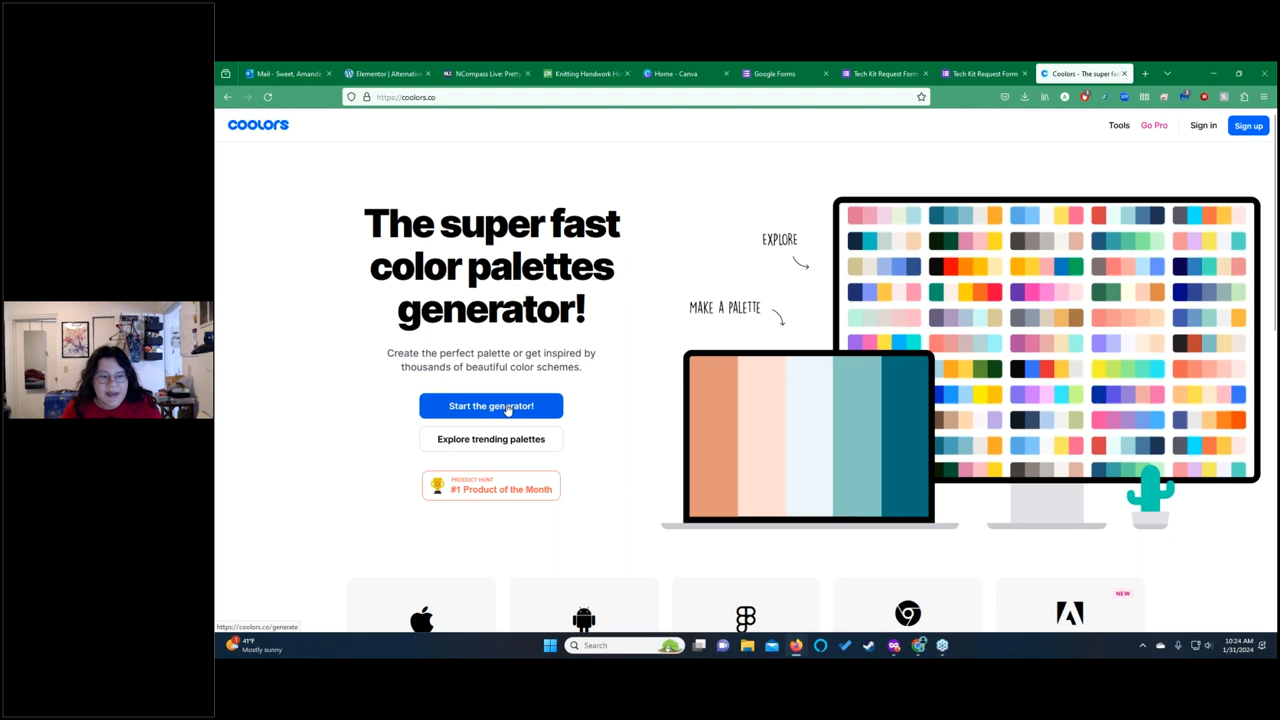 Mail - Sweet, Amanda
Elementor | Alternative
NCompass Live: Prett
Knitting Handwork H
Home - Canva
Google Forms
Tech Kit Request Form
Tech Kit Request Form
Coolors - The super fa
https://coolors.co
coolors
Tools
Go Pro
Sign in
Sign up
The super fast
color palettes
generator!
Create the perfect palette or get inspired by
thousands of beautiful color schemes.
Start the generator!
Explore trending palettes
PRODUCT HUNT
#1 Product of the Month
EXPLORE
MAKE A PALETTE
NEW
https://coolors.co/generate
41°F
Mostly sunny
Search
10:24 AM
1/31/2024